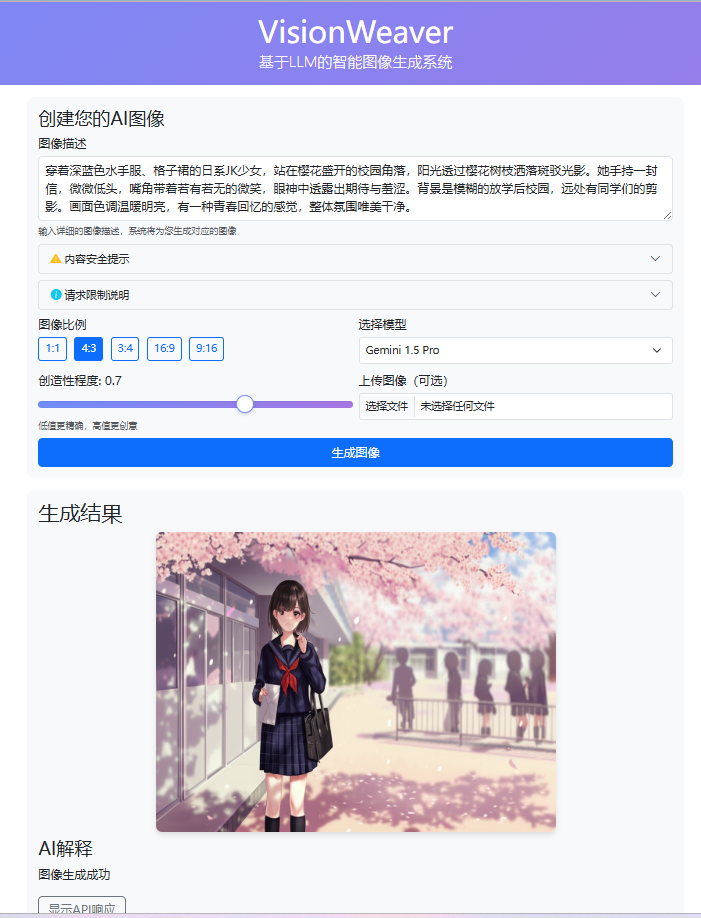 VisionWeaver
基于LLM的智能图像生成系统
创建您的AI图像
图像描述
穿着深蓝色水手服、格子裙的日系JK少女，站在樱花盛开的校园角落，阳光透过樱花树枝洒落斑驳光影。她手持一封
信，微微低头，嘴角带着若有若无的微笑，眼神中透露出期待与羞涩。背景是模糊的放学后校园，远处有同学们的剪
影。画面色调温暖明亮，有一种青春回忆的感觉，整体氛围唯美干净。
输入详细的图像描述，系统将为您生成对应的图像
内容安全提示
请求限制说明
图像比例
1:1 4:3 3:4 16:9 9:16
选择模型
Gemini 1.5 Pro
创造性程度: 0.7
低值更精确，高值更创意
上传图像（可选）
选择文件 未选择任何文件
生成图像
生成结果
AI解释
图像生成成功
显示API响应